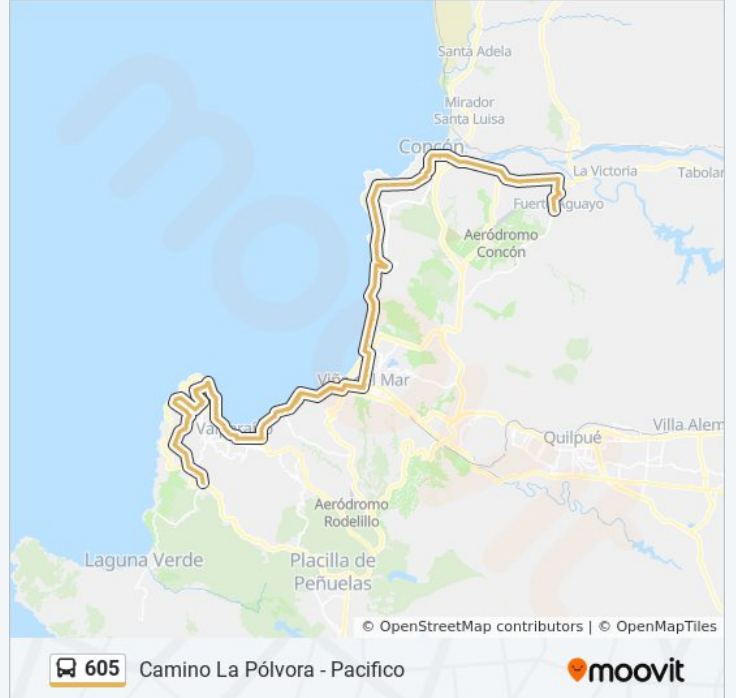 Santa Adela
Mirador
Santa Luisa
Concón
La Victoria
Tabolan
Fuerte Aguayo
Aeródromo
Concón
Viña del Mar
Valparaíso
Villa Alem
Quilpué
Aeródromo
Rodelillo
Laguna Verde
Placilla de
Peñuelas
© OpenStreetMap contributors | © OpenMapTiles
605 Camino La Pólvora - Pacifico
moovit